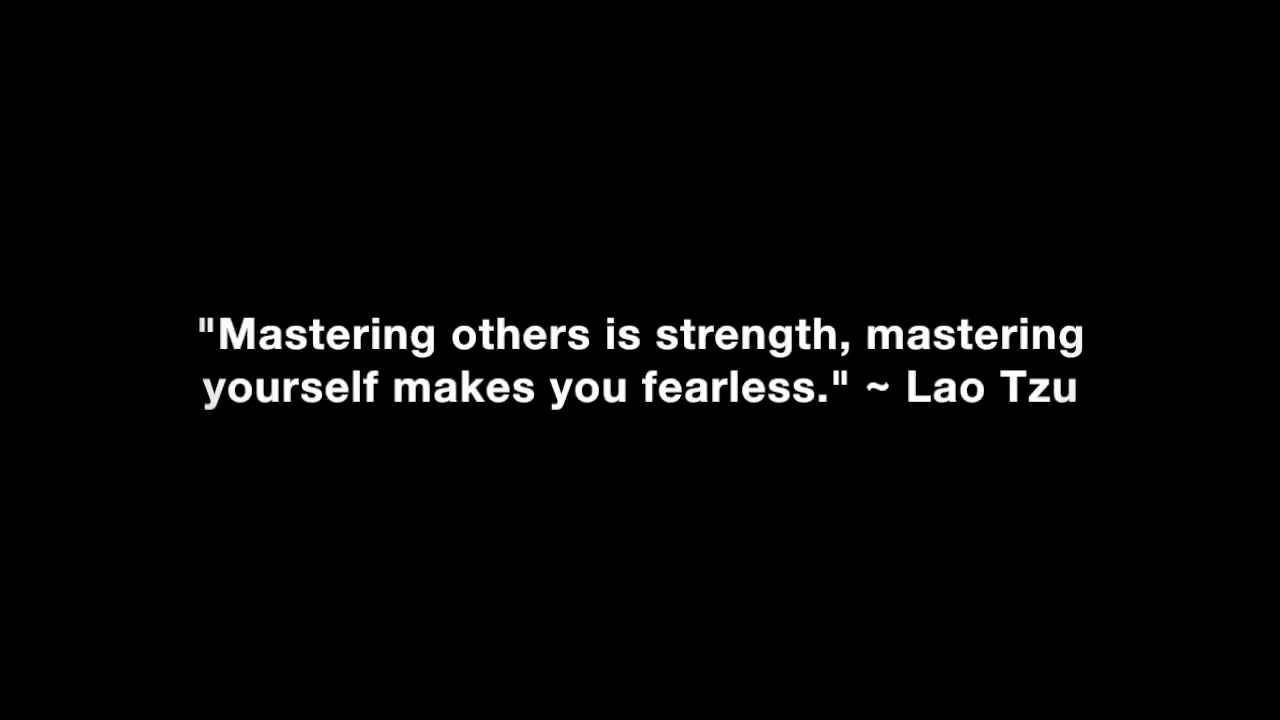 "Mastering others is strength, mastering
yourself makes you fearless." ~ Lao Tzu